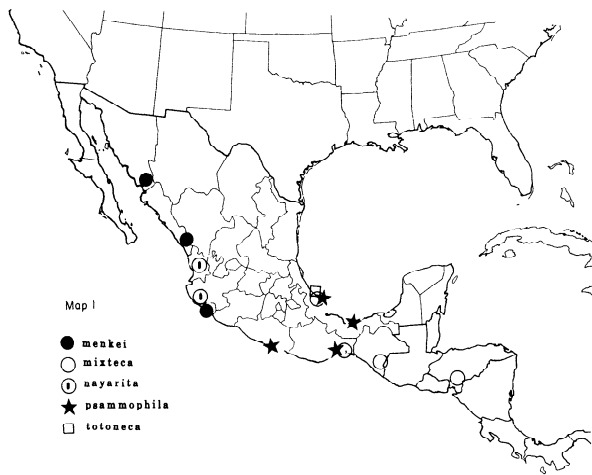 Map 1
menkei
mixteca
nayarita
psammophila
totoneca